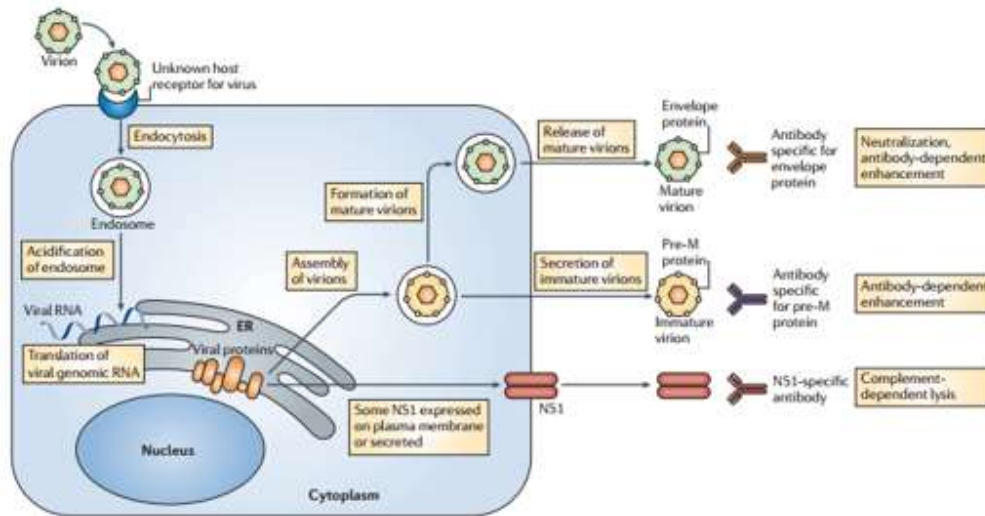 Virion
Unknown host
receptor for virus
Endocytosis
Endosome
Acidification
of endosome
Viral RNA
Translation of
viral genomic RNA
ER
Viral proteins
Nucleus
Cytoplasm
Assembly
of virions
Formation of
mature virions
Some NS1 expressed
on plasma membrane
or secreted
NS1
Release of
mature virions
Envelope
protein
Mature
virion
Antibody
specific for
envelope
protein
Neutralization,
antibody-dependent
enhancement
Secretion of
immature virions
Pre-M
protein
Immature
virion
Antibody
specific
for pre-M
protein
Antibody-dependent
enhancement
NS1-specific
antibody
Complement-
dependent lysis